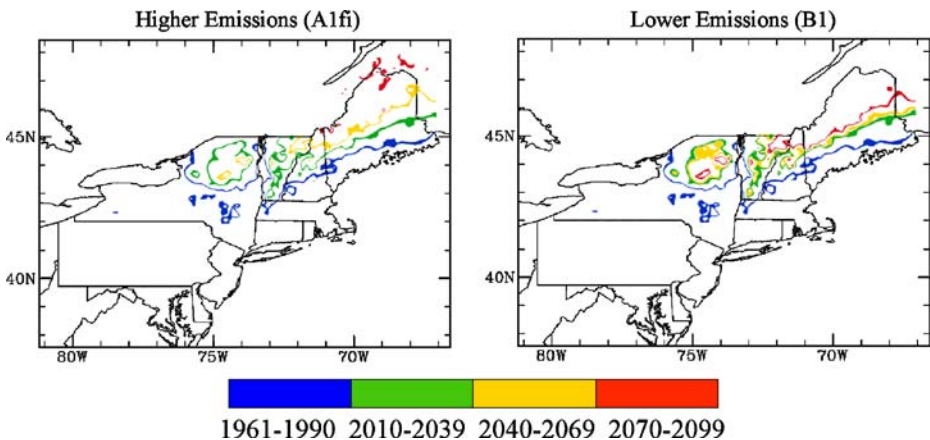 Higher Emissions (A1fi)
Lower Emissions (B1)
45N
40N
80W 75W 70W
45N
40N
80W 75W 70W
1961-1990 2010-2039 2040-2069 2070-2099